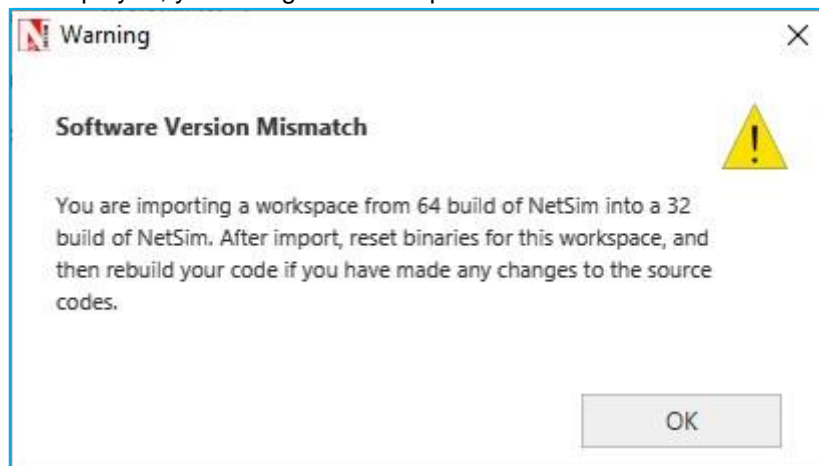 Warning
Software Version Mismatch
You are importing a workspace from 64 build of NetSim into a 32
build of NetSim. After import, reset binaries for this workspace, and
then rebuild your code if you have made any changes to the source
codes.
OK